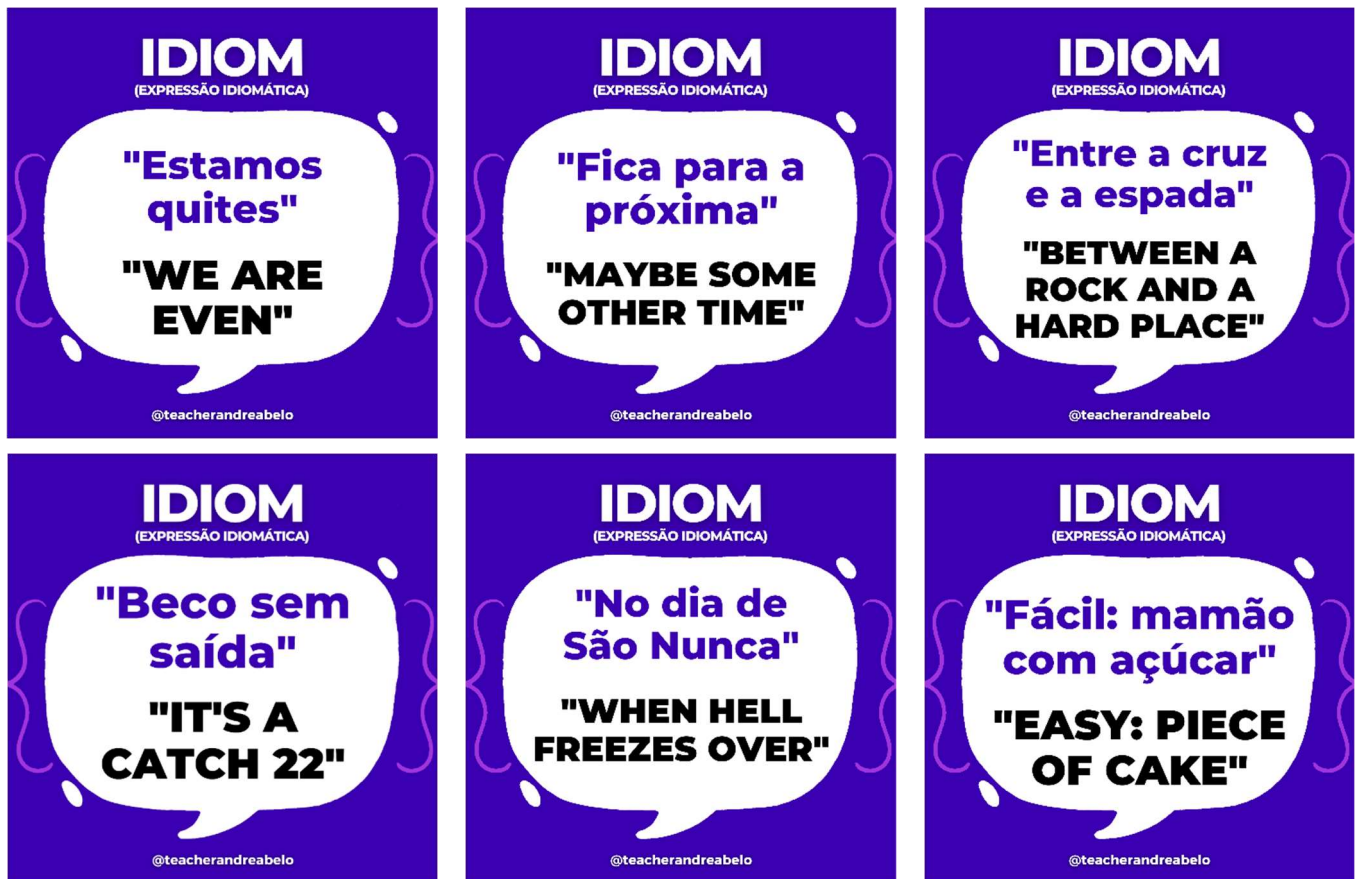 IDIOM
(EXPRESSÃO IDIOMÁTICA)
"Estamos
quites"
"WE ARE
EVEN"
@teacherandreabelo
IDIOM
(EXPRESSÃO IDIOMÁTICA)
"Fica para a
próxima"
"MAYBE SOME
OTHER TIME"
@teacherandreabelo
IDIOM
(EXPRESSÃO IDIOMÁTICA)
"Entre a cruz
e a espada"
"BETWEEN A
ROCK AND A
HARD PLACE"
@teacherandreabelo
IDIOM
(EXPRESSÃO IDIOMÁTICA)
"Beco sem
saída"
"IT'S A
CATCH 22"
@teacherandreabelo
IDIOM
(EXPRESSÃO IDIOMÁTICA)
"No dia de
São Nunca"
"WHEN HELL
FREEZES OVER"
@teacherandreabelo
IDIOM
(EXPRESSÃO IDIOMÁTICA)
"Fácil: mamão
com açúcar"
"EASY: PIECE
OF CAKE"
@teacherandreabelo